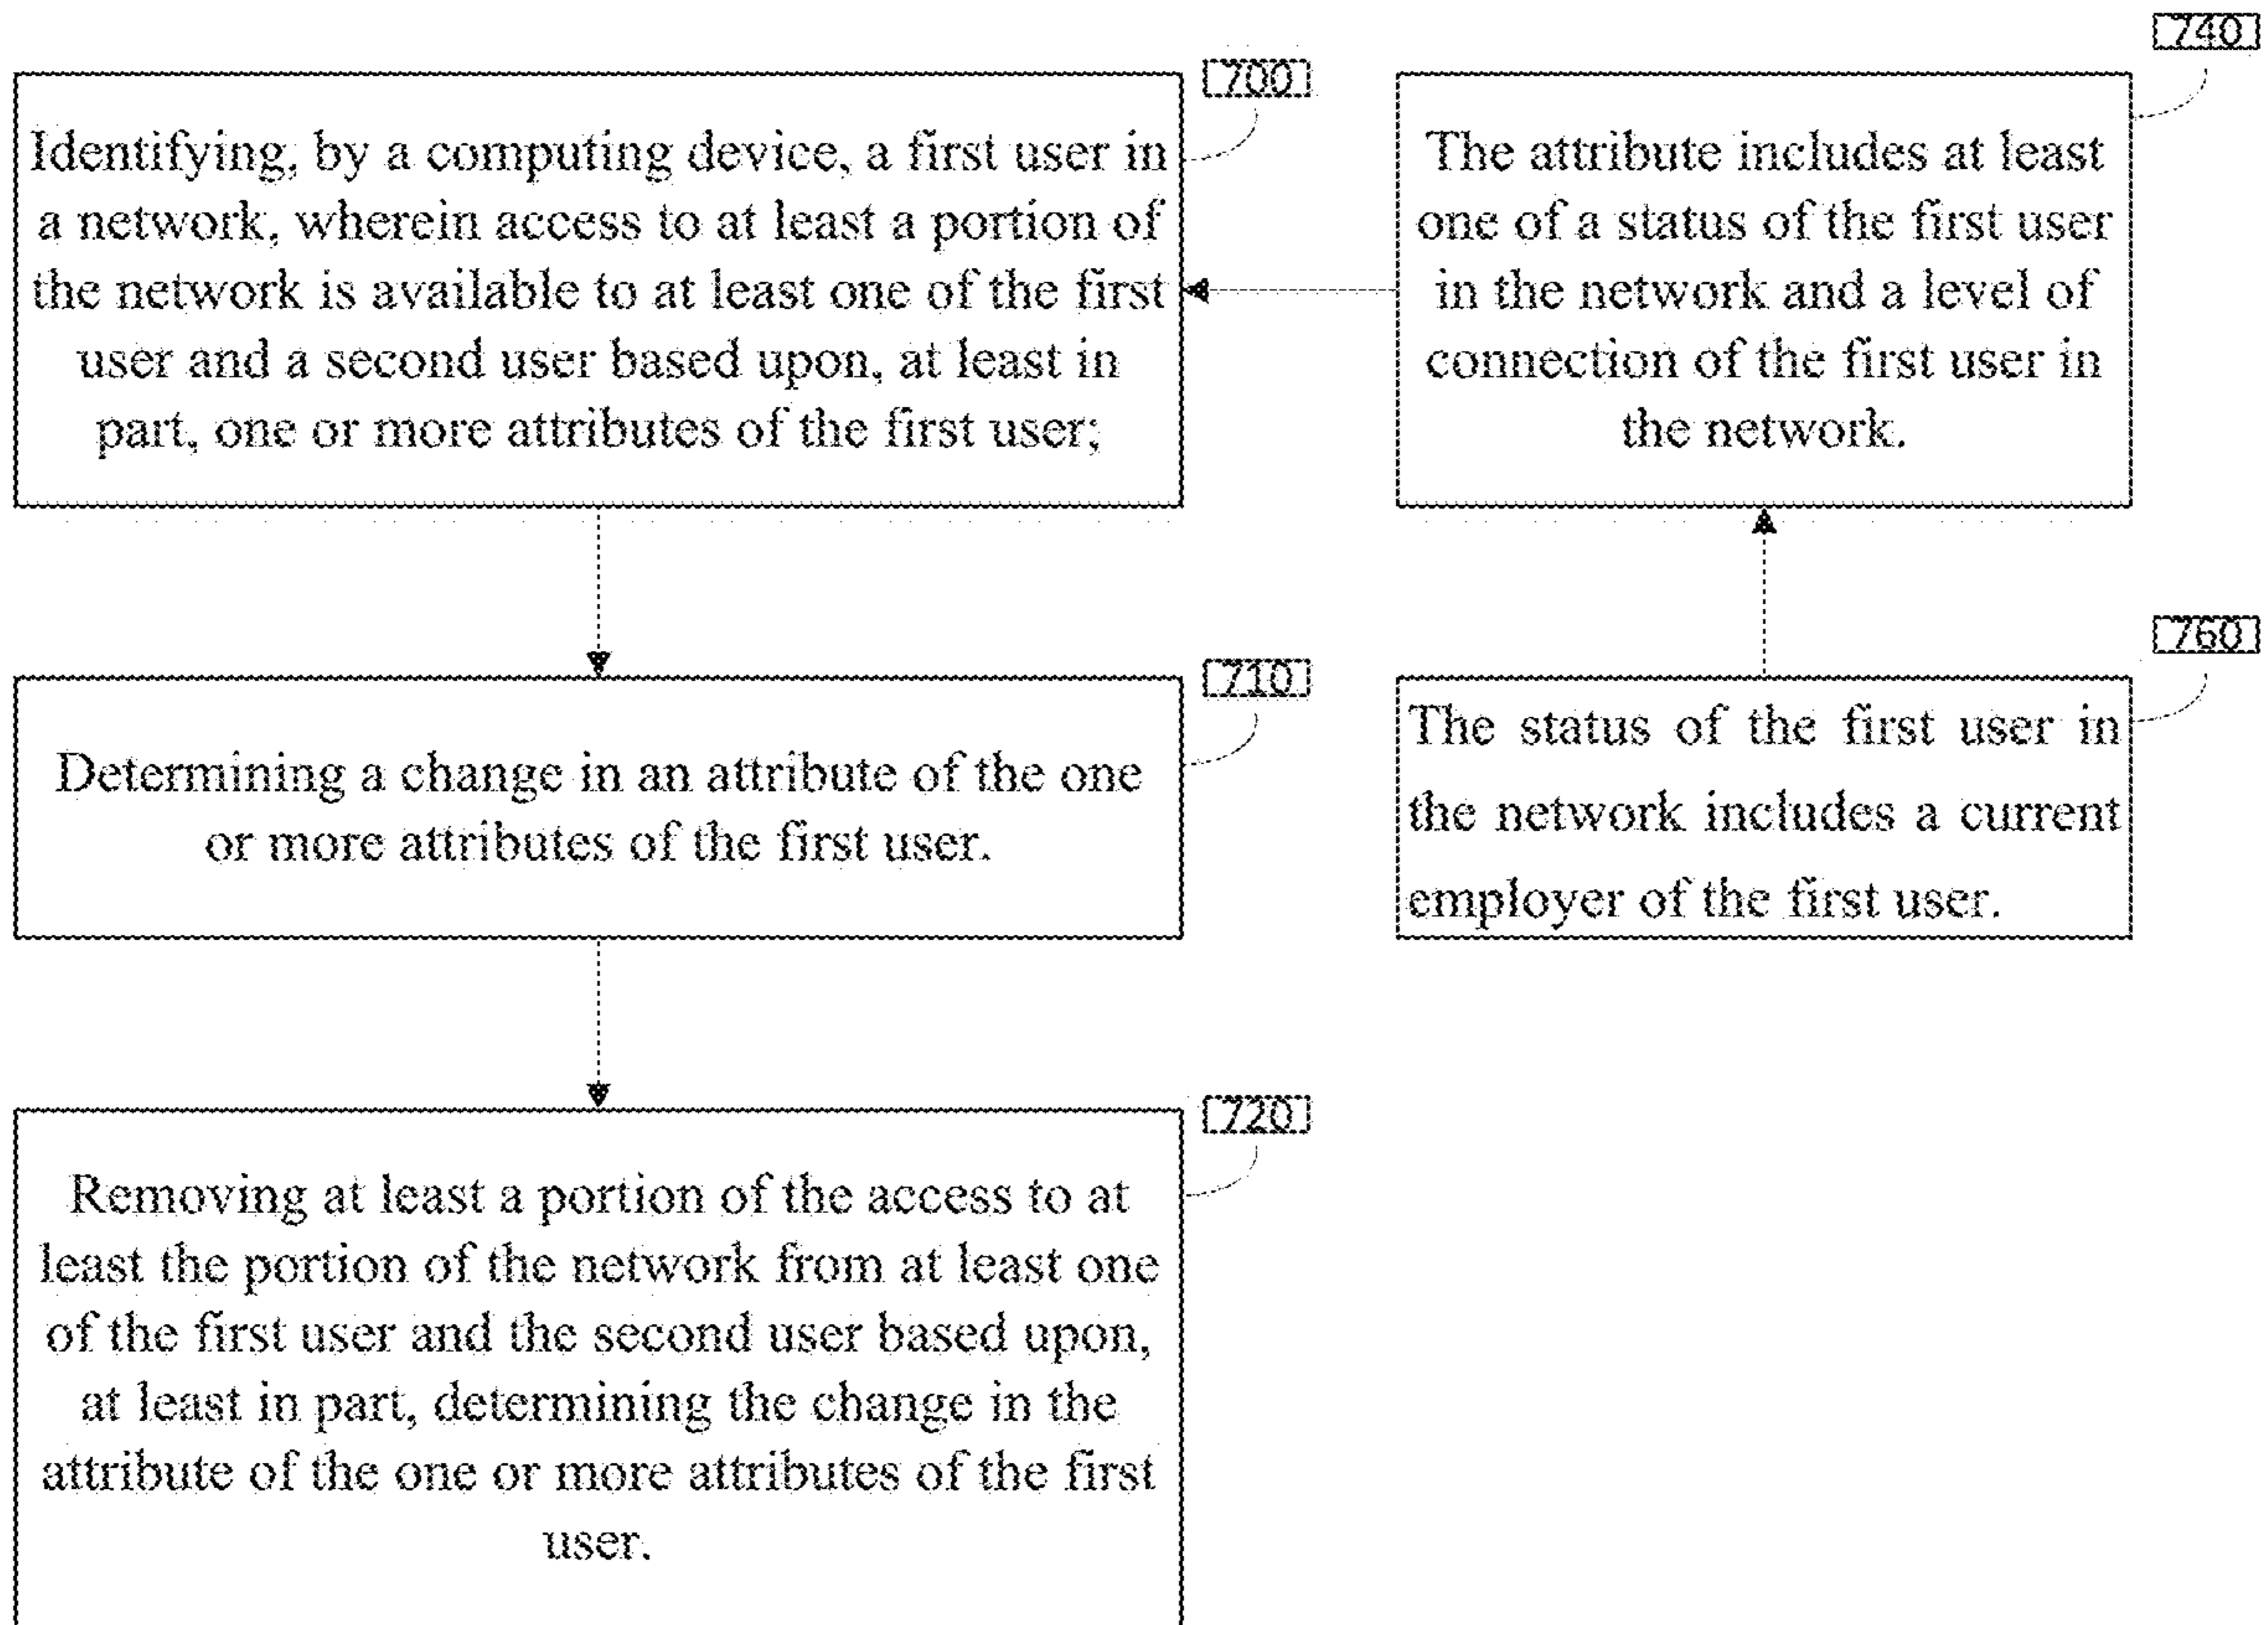 740
700
Identifying, by a computing device, a first user in
a network, wherein access to at least a portion of
the network is available to at least one of the first
user and a second user based upon, at least in
part, one or more attributes of the first user;
The attribute includes at least
one of a status of the first user
in the network and a level of
connection of the first user in
the network.
710
Determining a change in an attribute of the one
or more attributes of the first user.
760
The status of the first user in
the network includes a current
employer of the first user.
720
Removing at least a portion of the access to at
least the portion of the network from at least one
of the first user and the second user based upon,
at least in part, determining the change in the
attribute of the one or more attributes of the first
user.